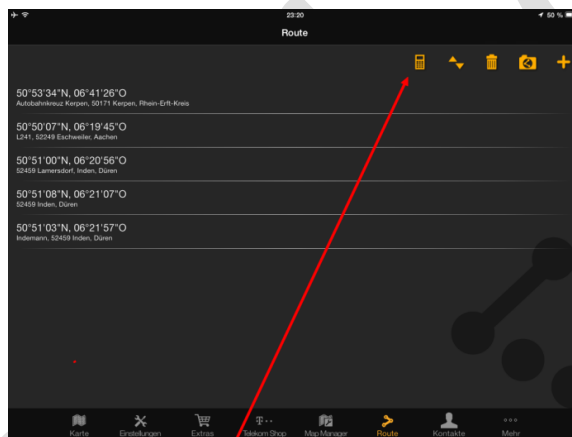 23:20
50 %
Route
50°53'34"N, 06°41'26"O
Autobahnkreuz Kerpen, 50171 Kerpen, Rhein-Erft-Kreis
50°50'07"N, 06°19'45"O
L241, 52249 Eschweiler, Aachen
50°51'00"N, 06°20'56"O
52459 Lamersdorf, Inden, Düren
50°51'08"N, 06°21'07"O
52459 Inden, Düren
50°51'03"N, 06°21'57"O
Indemann, 52459 Inden, Düren
Karte Einstellungen Extras Telekom Shop Map Manager Route Kontakte Mehr